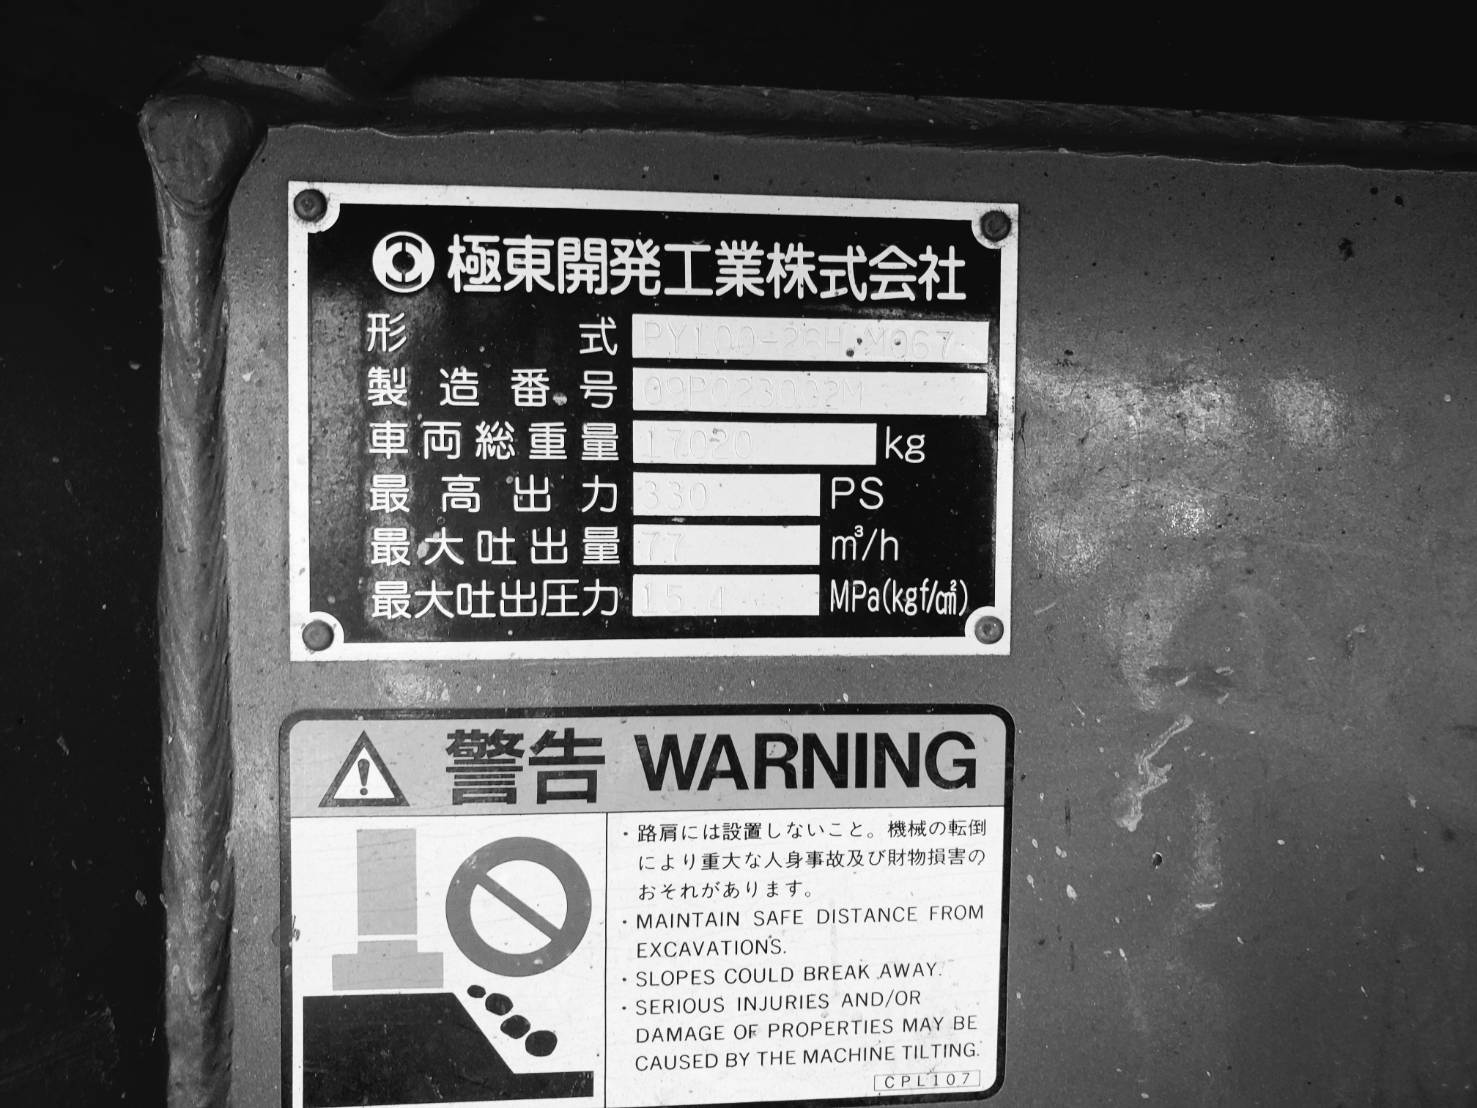 極東開発工業株式会社
形式 PY100-26H M067
製造番号
車両総重量 17020 kg
最高出力 330 PS
最大吐出量 77 m³/h
最大吐出圧力 15.4 MPa(kgf/cm²)
警告 WARNING
・路肩には設置しないこと。機械の転倒
により重大な人身事故及び財物損害の
おそれがあります。
・MAINTAIN SAFE DISTANCE FROM
EXCAVATIONS.
・SLOPES COULD BREAK AWAY.
・SERIOUS INJURIES AND/OR
DAMAGE OF PROPERTIES MAY BE
CAUSED BY THE MACHINE TILTING.
CPL107